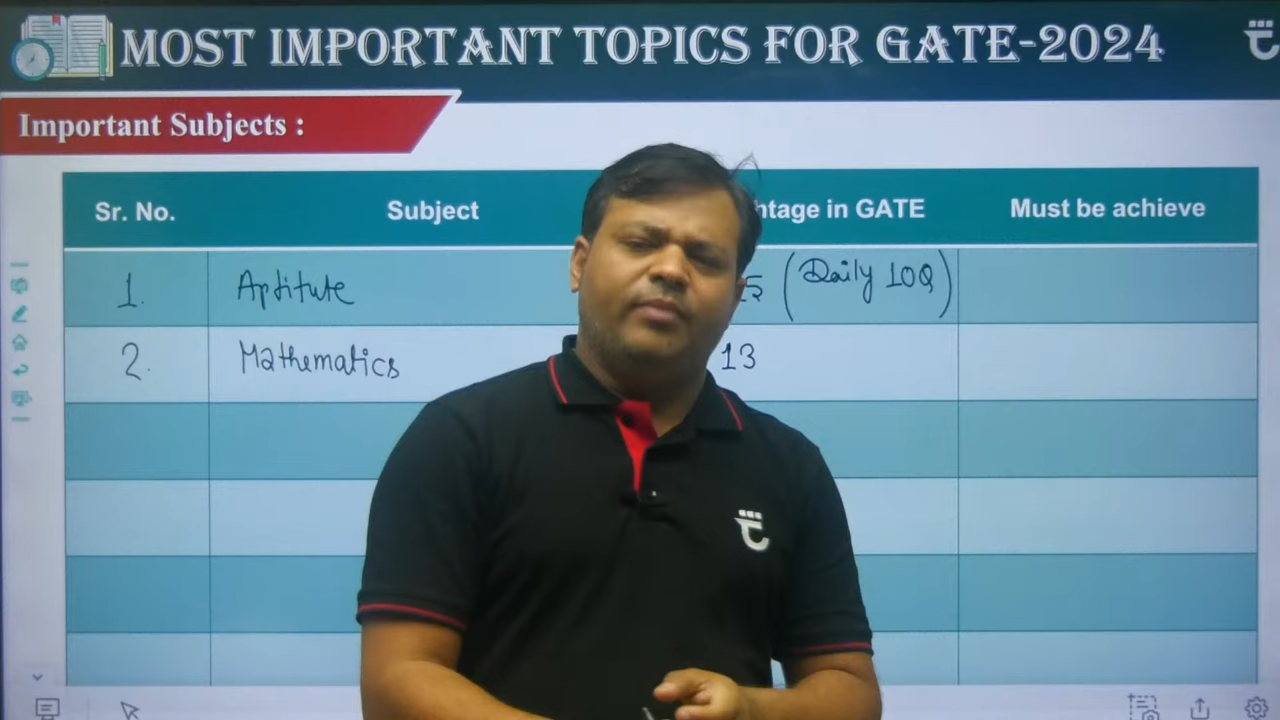 MOST IMPORTANT TOPICS FOR GATE-2024
Important Subjects :
Sr. No. Subject htage in GATE Must be achieve
1. Aptitute (Daily 10Q)
2. Mathematics 13